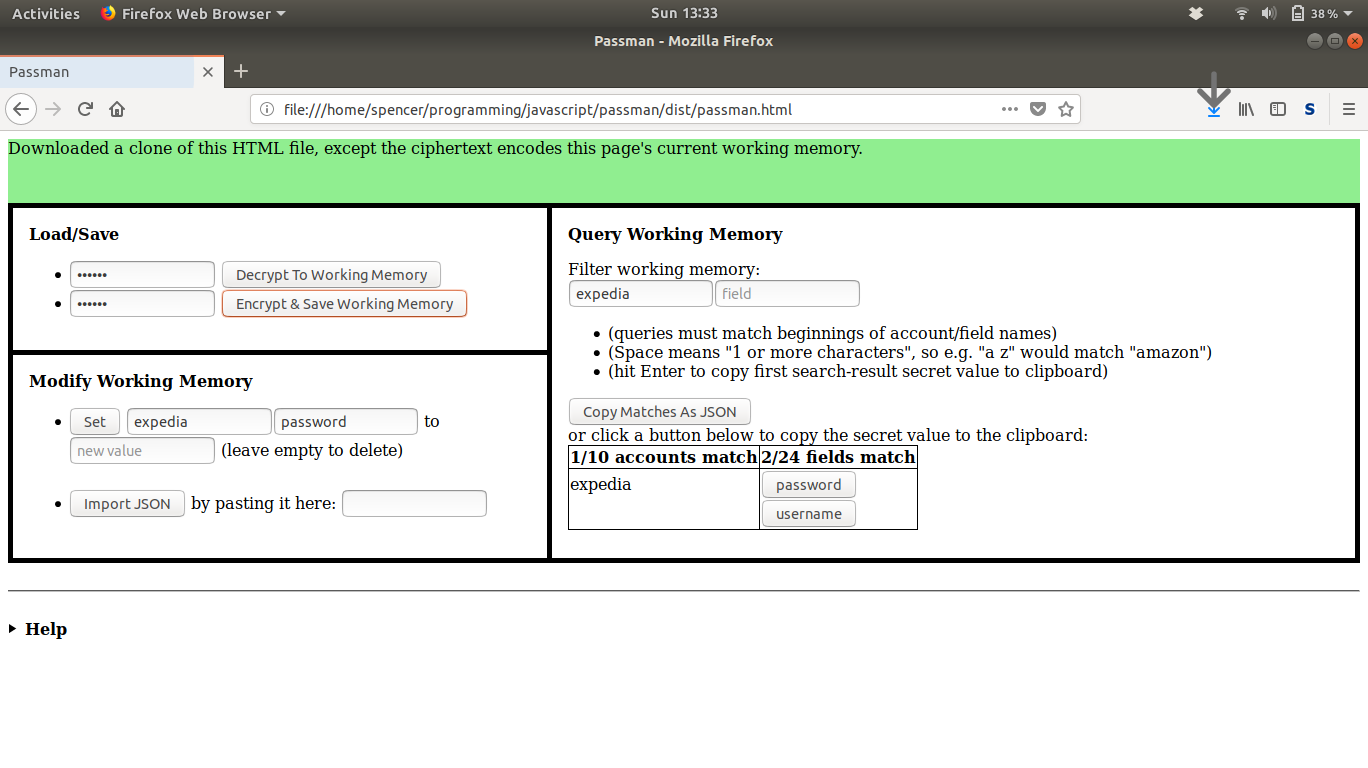 Activities Firefox Web Browser Sun 13:33 38%
Passman - Mozilla Firefox
Passman
file:///home/spencer/programming/javascript/passman/dist/passman.html
S
Downloaded a clone of this HTML file, except the ciphertext encodes this page's current working memory.
Load/Save
•••••• Decrypt To Working Memory
•••••• Encrypt & Save Working Memory
Modify Working Memory
Set expedia password to
new value (leave empty to delete)
Import JSON by pasting it here:
Query Working Memory
Filter working memory:
expedia field
(queries must match beginnings of account/field names)
(Space means "1 or more characters", so e.g. "a z" would match "amazon")
(hit Enter to copy first search-result secret value to clipboard)
Copy Matches As JSON
or click a button below to copy the secret value to the clipboard:
1/10 accounts match 2/24 fields match
expedia password
username
Help